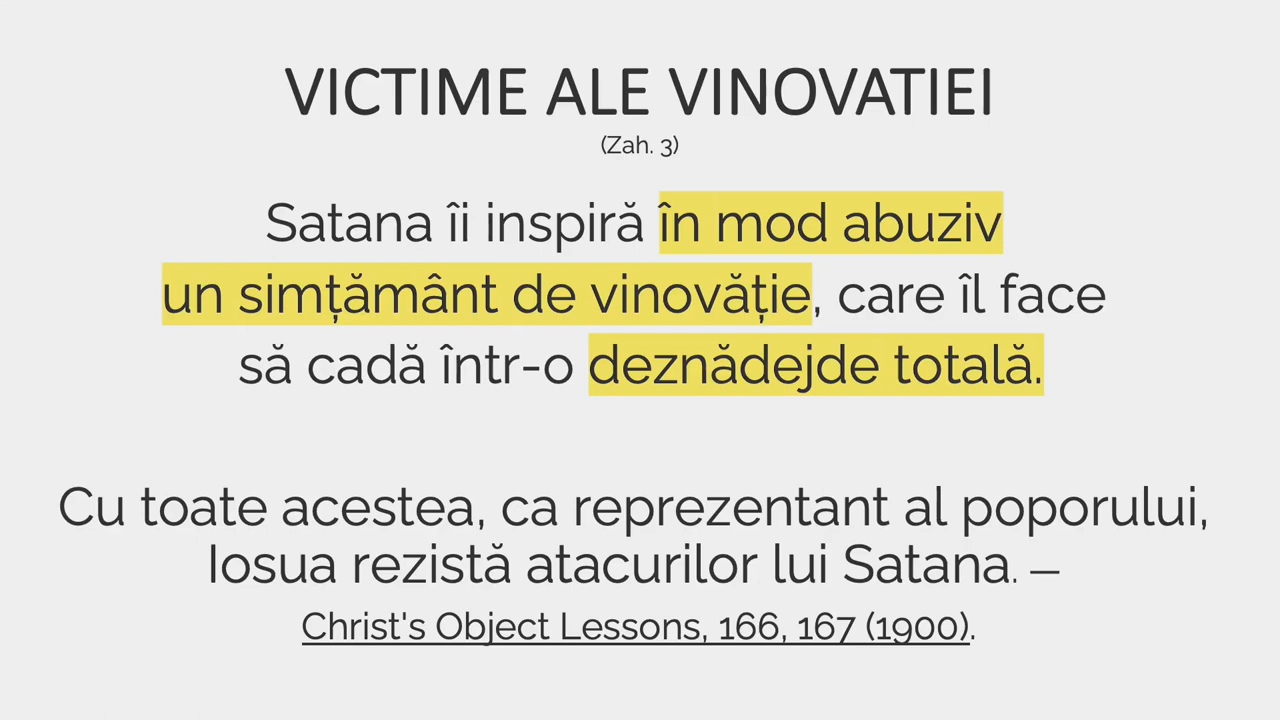 VICTIME ALE VINOVATIEI
(Zah. 3)
Satana îi inspiră în mod abuziv
un simțământ de vinovăție, care îl face
să cadă într-o deznădejde totală.
Cu toate acestea, ca reprezentant al poporului,
Iosua rezistă atacurilor lui Satana. —
Christ's Object Lessons, 166, 167 (1900).